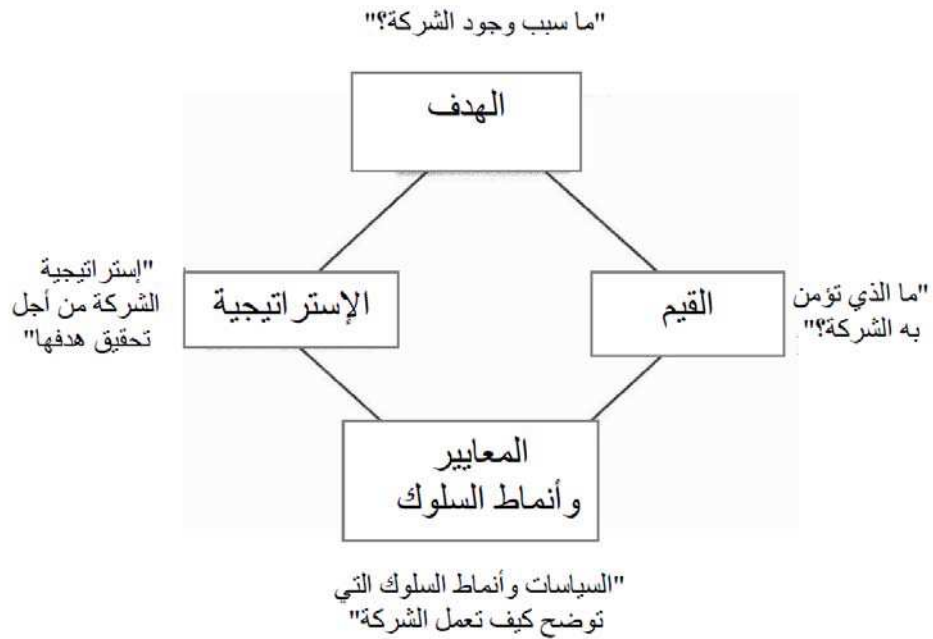 "ما سبب وجود الشركة؟"
الهدف
"ما الذي تؤمن
به الشركة؟"
القيم
الإستراتيجية
"إستراتيجية
الشركة من أجل
تحقيق هدفها"
المعايير
وأنماط السلوك
"السياسات وأنماط السلوك التي
توضح كيف تعمل الشركة"